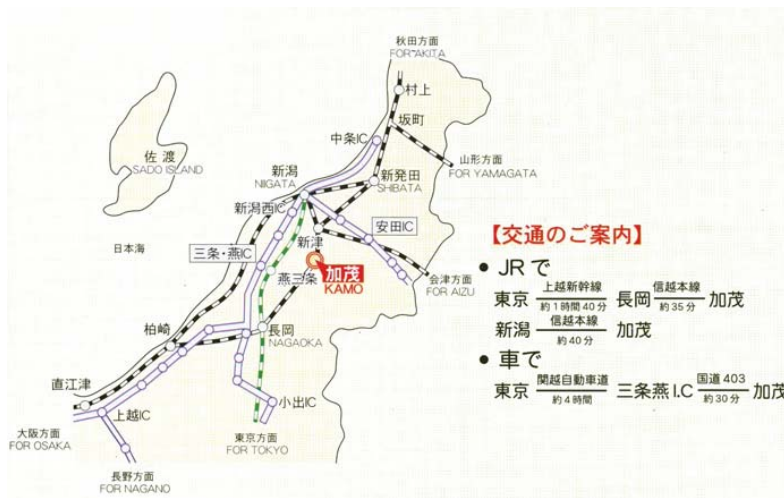 秋田方面
FOR AKITA
村上
坂町
中条IC
山形方面
FOR YAMAGATA
佐渡
SADO ISLAND
新潟
NIIGATA
新発田
SHIBATA
新潟西IC
安田IC
新津
日本海
三条・燕IC
燕三条
加茂
KAMO
会津方面
FOR AIZU
柏崎
長岡
NAGAOKA
直江津
上越IC
小出IC
大阪方面
FOR OSAKA
東京方面
FOR TOKYO
長野方面
FOR NAGANO
【交通のご案内】
● JRで
東京 上越新幹線 約1時間40分 長岡 信越本線 約35分 加茂
新潟 信越本線 約40分 加茂
● 車で
東京 関越自動車道 約4時間 三条燕I.C 国道403 約30分 加茂